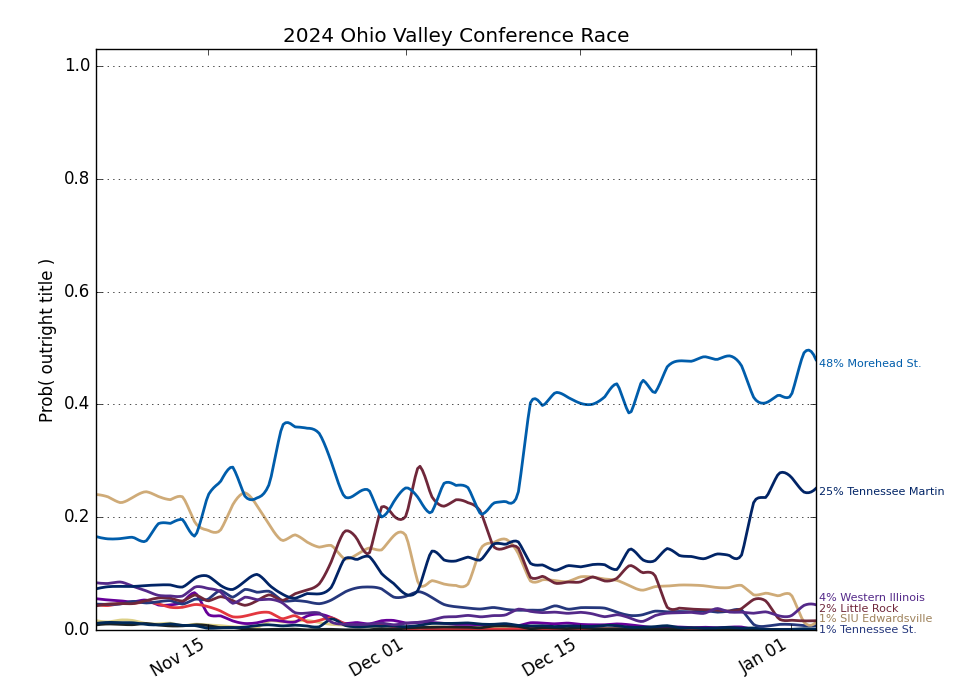 2024 Ohio Valley Conference Race
Prob( outright title )
1.0
0.8
0.6
0.4
0.2
0.0
48% Morehead St.
25% Tennessee Martin
4% Western Illinois
2% Little Rock
1% SIU Edwardsville
1% Tennessee St.
Nov 15
Dec 01
Dec 15
Jan 01